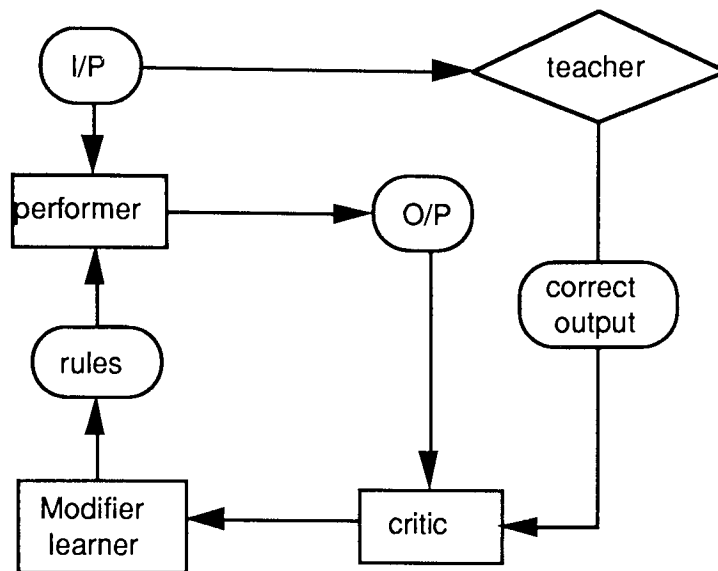 I/P
teacher
performer
O/P
correct
output
rules
Modifier
learner
critic